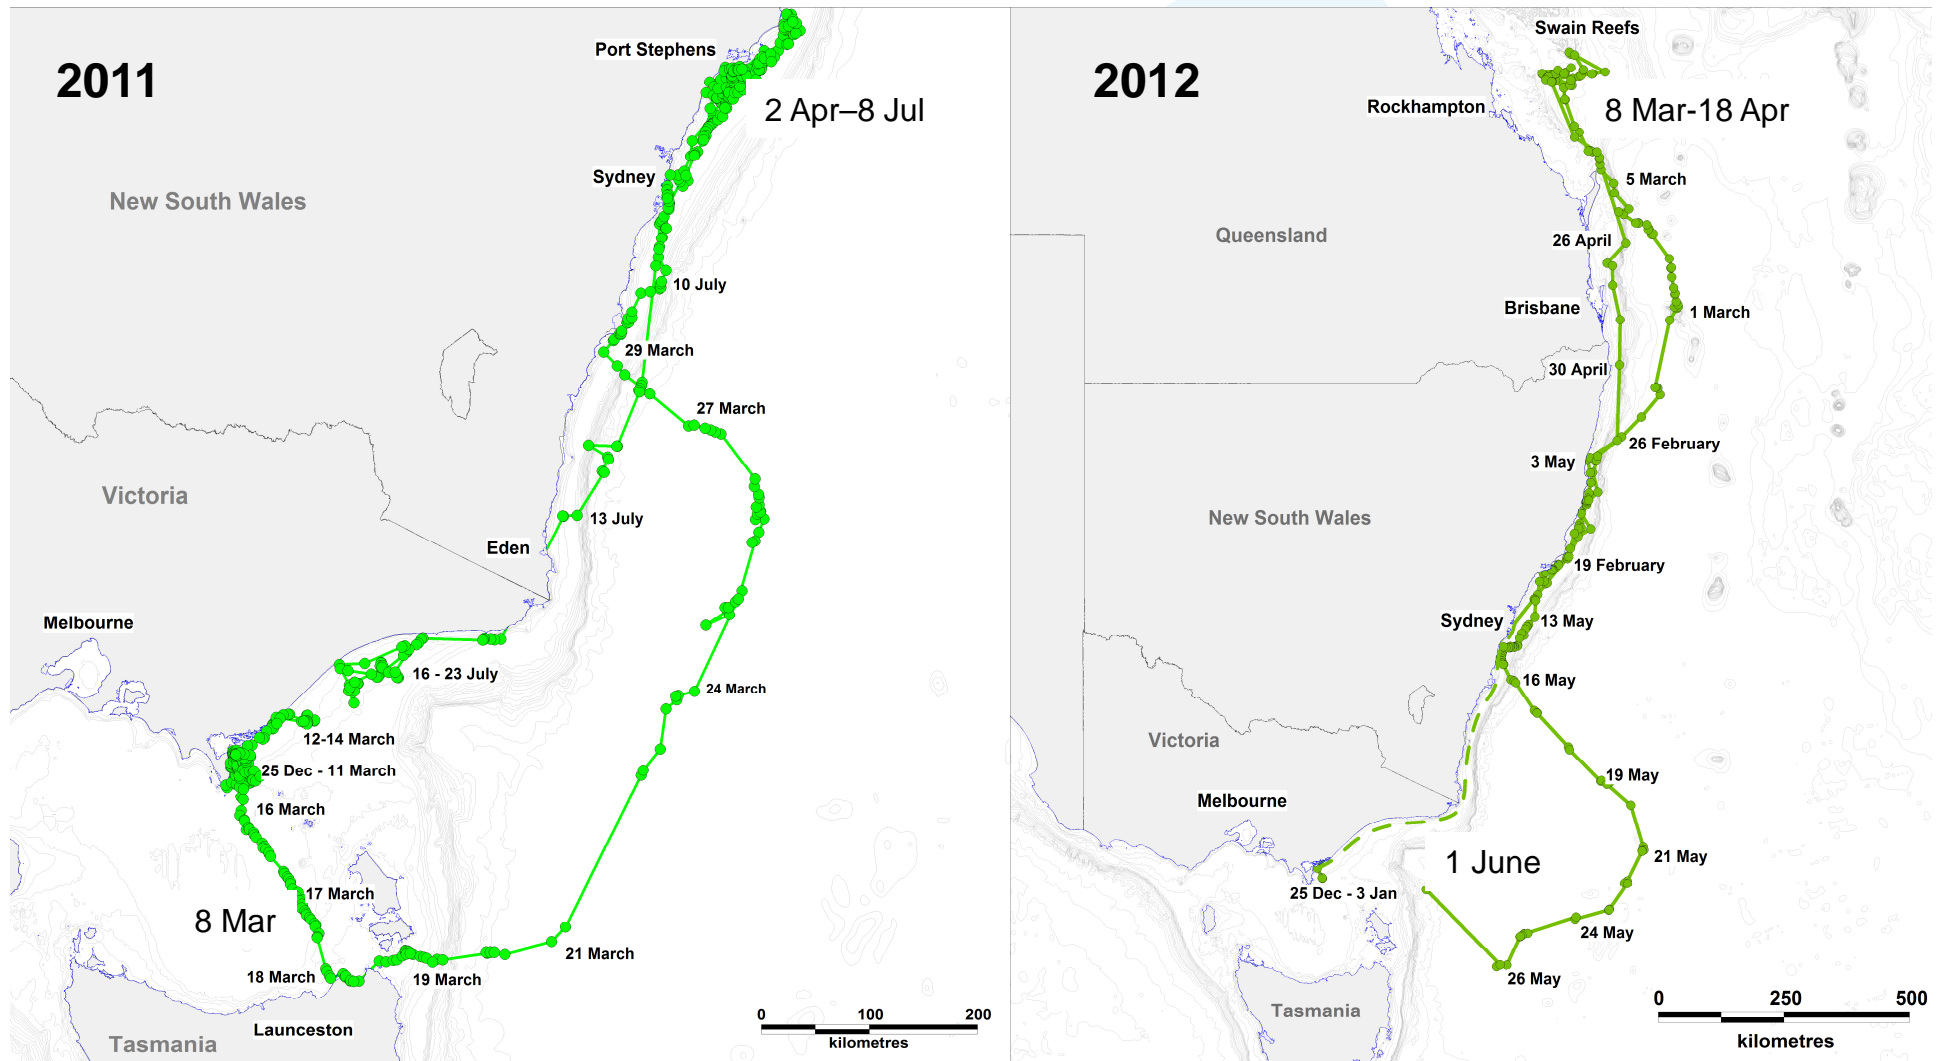 2011
Port Stephens
2 Apr–8 Jul
Sydney
New South Wales
10 July
29 March
27 March
Victoria
13 July
Eden
Melbourne
16 - 23 July
24 March
12-14 March
25 Dec - 11 March
16 March
17 March
8 Mar
21 March
18 March
19 March
Launceston
Tasmania
0 100 200
kilometres
2012
Swain Reefs
Rockhampton
8 Mar-18 Apr
5 March
Queensland
26 April
Brisbane
1 March
30 April
26 February
3 May
New South Wales
19 February
Sydney
13 May
16 May
Victoria
19 May
Melbourne
21 May
1 June
25 Dec - 3 Jan
24 May
26 May
Tasmania
0 250 500
kilometres